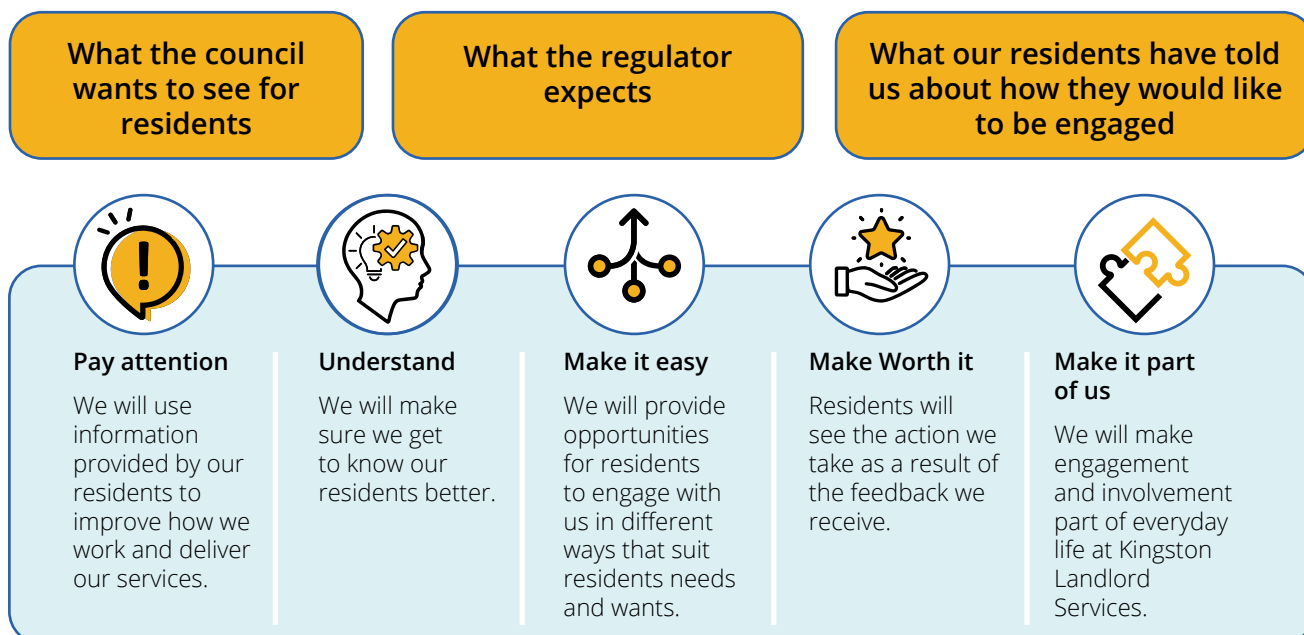 What the council
wants to see for
residents
What the regulator
expects
What our residents have told
us about how they would like
to be engaged
Pay attention
We will use
information
provided by our
residents to
improve how we
work and deliver
our services.
Understand
We will make
sure we get
to know our
residents better.
Make it easy
We will provide
opportunities
for residents
to engage with
us in different
ways that suit
residents needs
and wants.
Make Worth it
Residents will
see the action we
take as a result of
the feedback we
receive.
Make it part
of us
We will make
engagement
and involvement
part of everyday
life at Kingston
Landlord
Services.